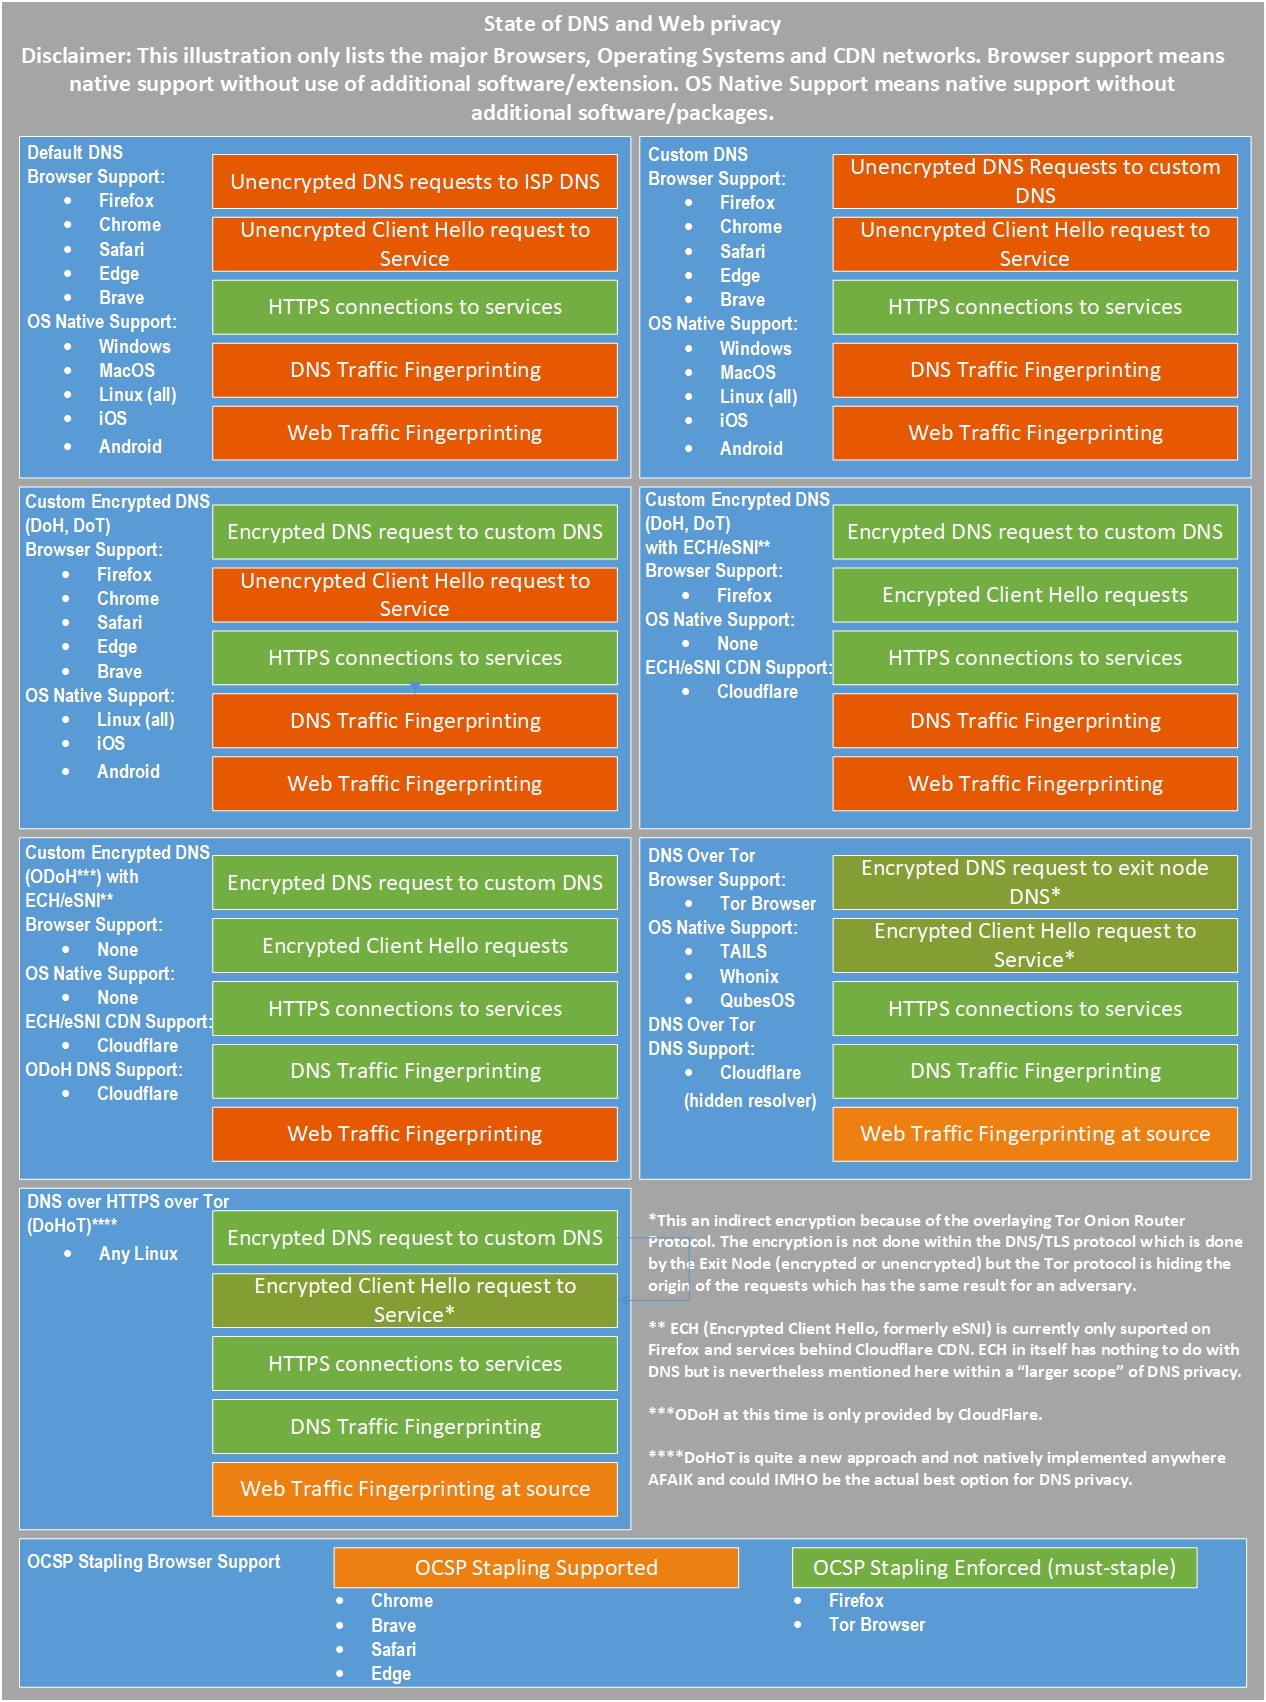 State of DNS and Web privacy
Disclaimer: This illustration only lists the major Browsers, Operating Systems and CDN networks. Browser support means
native support without use of additional software/extension. OS Native Support means native support without
additional software/packages.
Default DNS
Browser Support:
• Firefox
• Chrome
• Safari
• Edge
• Brave
OS Native Support:
• Windows
• MacOS
• Linux (all)
• iOS
• Android
Unencrypted DNS requests to ISP DNS
Unencrypted Client Hello request to
Service
HTTPS connections to services
DNS Traffic Fingerprinting
Web Traffic Fingerprinting
Custom DNS
Browser Support:
• Firefox
• Chrome
• Safari
• Edge
• Brave
OS Native Support:
• Windows
• MacOS
• Linux (all)
• iOS
• Android
Unencrypted DNS Requests to custom
DNS
Unencrypted Client Hello request to
Service
HTTPS connections to services
DNS Traffic Fingerprinting
Web Traffic Fingerprinting
Custom Encrypted DNS
(DoH, DoT)
Browser Support:
• Firefox
• Chrome
• Safari
• Edge
• Brave
OS Native Support:
• Linux (all)
• iOS
• Android
Encrypted DNS request to custom DNS
Unencrypted Client Hello request to
Service
HTTPS connections to services
DNS Traffic Fingerprinting
Web Traffic Fingerprinting
Custom Encrypted DNS
(DoH, DoT)
with ECH/eSNI**
Browser Support:
• Firefox
OS Native Support:
• None
ECH/eSNI CDN Support:
• Cloudflare
Encrypted DNS request to custom DNS
Encrypted Client Hello requests
HTTPS connections to services
DNS Traffic Fingerprinting
Web Traffic Fingerprinting
Custom Encrypted DNS
(ODoH***) with
ECH/eSNI**
Browser Support:
• None
OS Native Support:
• None
ECH/eSNI CDN Support:
• Cloudflare
ODoH DNS Support:
• Cloudflare
Encrypted DNS request to custom DNS
Encrypted Client Hello requests
HTTPS connections to services
DNS Traffic Fingerprinting
Web Traffic Fingerprinting
DNS Over Tor
Browser Support:
• Tor Browser
OS Native Support:
• TAILS
• Whonix
• QubesOS
DNS Over Tor
DNS Support:
• Cloudflare
(hidden resolver)
Encrypted DNS request to exit node
DNS*
Encrypted Client Hello request to
Service*
HTTPS connections to services
DNS Traffic Fingerprinting
Web Traffic Fingerprinting at source
DNS over HTTPS over Tor
(DoHoT)****
• Any Linux
Encrypted DNS request to custom DNS
Encrypted Client Hello request to
Service*
HTTPS connections to services
DNS Traffic Fingerprinting
Web Traffic Fingerprinting at source
*This an indirect encryption because of the overlaying Tor Onion Router
Protocol. The encryption is not done within the DNS/TLS protocol which is done
by the Exit Node (encrypted or unencrypted) but the Tor protocol is hiding the
origin of the requests which has the same result for an adversary.
** ECH (Encrypted Client Hello, formerly eSNI) is currently only suported on
Firefox and services behind Cloudflare CDN. ECH in itself has nothing to do with
DNS but is nevertheless mentioned here within a “larger scope” of DNS privacy.
***ODoH at this time is only provided by CloudFlare.
****DoHoT is quite a new approach and not natively implemented anywhere
AFAIK and could IMHO be the actual best option for DNS privacy.
OCSP Stapling Browser Support
OCSP Stapling Supported
• Chrome
• Brave
• Safari
• Edge
OCSP Stapling Enforced (must-staple)
• Firefox
• Tor Browser